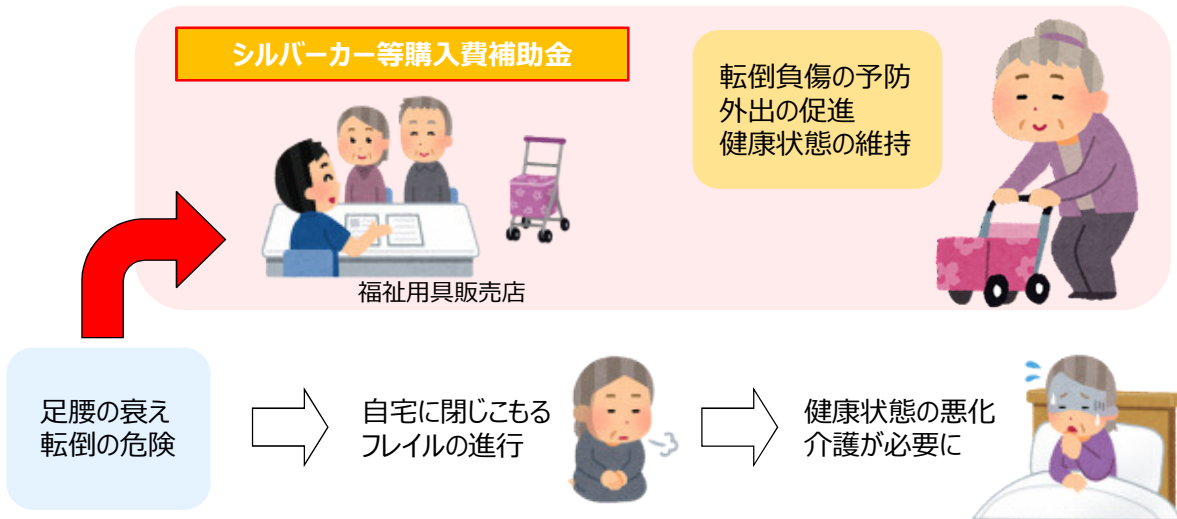 シルバーカー等購入費補助金
転倒負傷の予防
外出の促進
健康状態の維持
福祉用具販売店
足腰の衰え
転倒の危険
自宅に閉じこもる
フレイルの進行
健康状態の悪化
介護が必要に